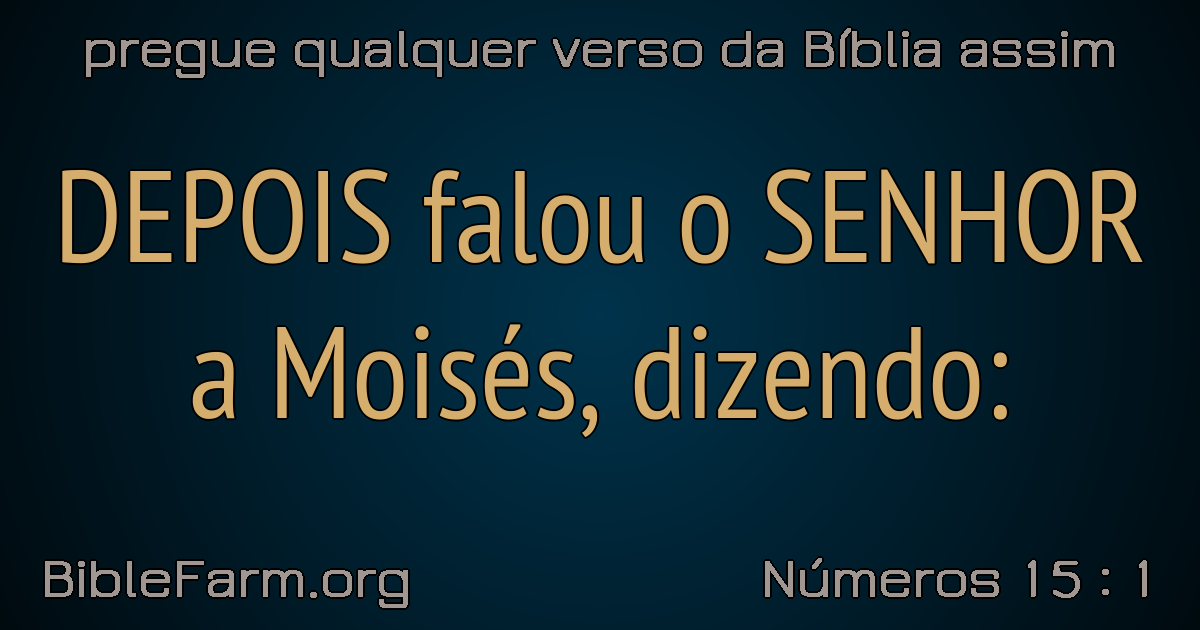 pregue qualquer verso da Bíblia assim
DEPOIS falou o SENHOR
a Moisés, dizendo:
BibleFarm.org
Números 15 : 1